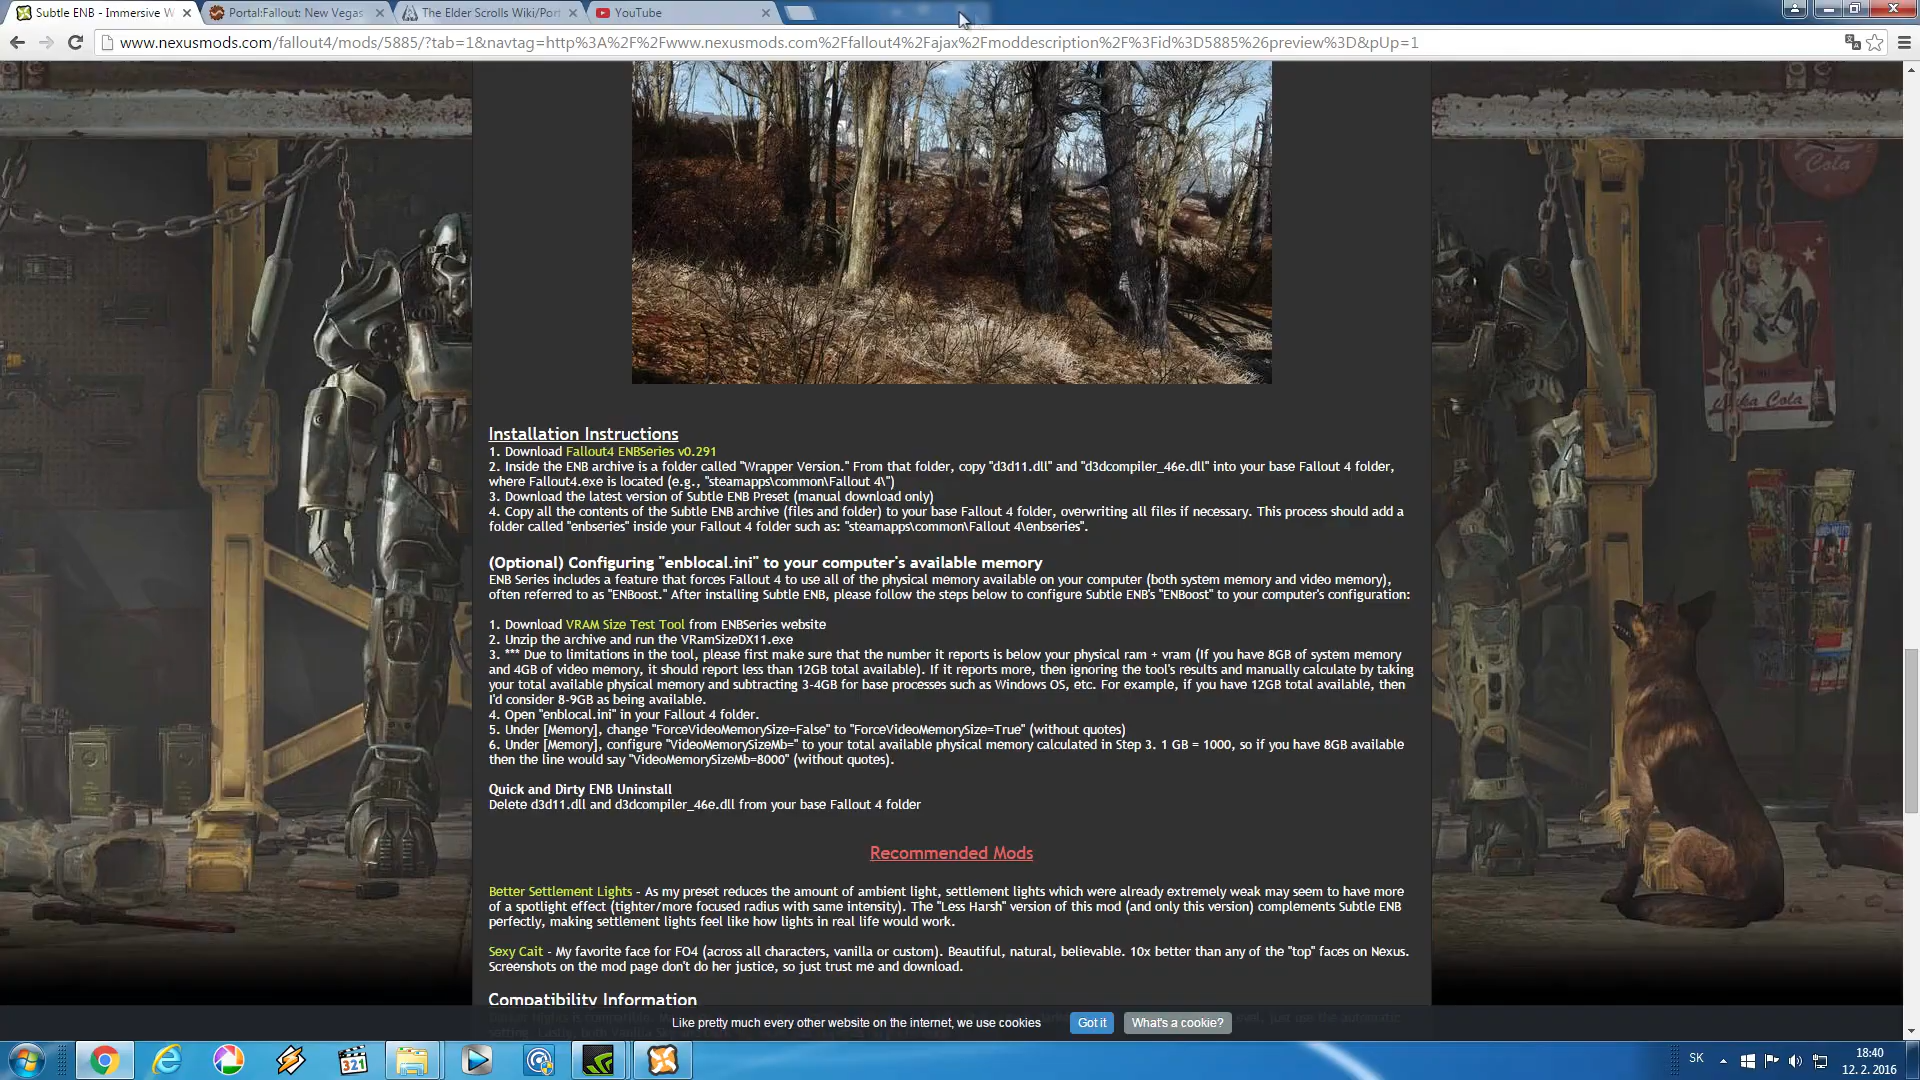 Subtle ENB - Immersive W
Portal:Fallout: New Vegas
The Elder Scrolls Wiki/Port
YouTube
www.nexusmods.com/fallout4/mods/5885/?tab=1&navtag=http%3A%2F%2Fwww.nexusmods.com%2Ffallout4%2Fajax%2Fmoddescription%2F%3Fid%3D5885%26preview%3D&pUp=1
Cola
Nuka Cola
Installation Instructions
1. Download Fallout4 ENBSeries v0.291
2. Inside the ENB archive is a folder called "Wrapper Version." From that folder, copy "d3d11.dll" and "d3dcompiler_46e.dll" into your base Fallout 4 folder,
where Fallout4.exe is located (e.g., "steamapps\common\Fallout 4\")
3. Download the latest version of Subtle ENB Preset (manual download only)
4. Copy all the contents of the Subtle ENB archive (files and folder) to your base Fallout 4 folder, overwriting all files if necessary. This process should add a
folder called "enbseries" inside your Fallout 4 folder such as: "steamapps\common\Fallout 4\enbseries".
(Optional) Configuring "enblocal.ini" to your computer's available memory
ENB Series includes a feature that forces Fallout 4 to use all of the physical memory available on your computer (both system memory and video memory),
often referred to as "ENBoost." After installing Subtle ENB, please follow the steps below to configure Subtle ENB's "ENBoost" to your computer's configuration:
1. Download VRAM Size Test Tool from ENBSeries website
2. Unzip the archive and run the VRamSizeDX11.exe
3. *** Due to limitations in the tool, please first make sure that the number it reports is below your physical ram + vram (If you have 8GB of system memory
and 4GB of video memory, it should report less than 12GB total available). If it reports more, then ignoring the tool's results and manually calculate by taking
your total available physical memory and subtracting 3-4GB for base processes such as Windows OS, etc. For example, if you have 12GB total available, then
I'd consider 8-9GB as being available.
4. Open "enblocal.ini" in your Fallout 4 folder.
5. Under [Memory], change "ForceVideoMemorySize=False" to "ForceVideoMemorySize=True" (without quotes)
6. Under [Memory], configure "VideoMemorySizeMb=" to your total available physical memory calculated in Step 3. 1 GB = 1000, so if you have 8GB available
then the line would say "VideoMemorySizeMb=8000" (without quotes).
Quick and Dirty ENB Uninstall
Delete d3d11.dll and d3dcompiler_46e.dll from your base Fallout 4 folder
Recommended Mods
Better Settlement Lights - As my preset reduces the amount of ambient light, settlement lights which were already extremely weak may seem to have more
of a spotlight effect (tighter/more focused radius with same intensity). The "Less Harsh" version of this mod (and only this version) complements Subtle ENB
perfectly, making settlement lights feel like how lights in real life would work.
Sexy Cait - My favorite face for FO4 (across all characters, vanilla or custom). Beautiful, natural, believable. 10x better than any of the "top" faces on Nexus.
Screenshots on the mod page don't do her justice, so just trust me and download.
Compatibility Information
Like pretty much every other website on the internet, we use cookies
Got it
What's a cookie?
321
SK
18:40
12. 2. 2016